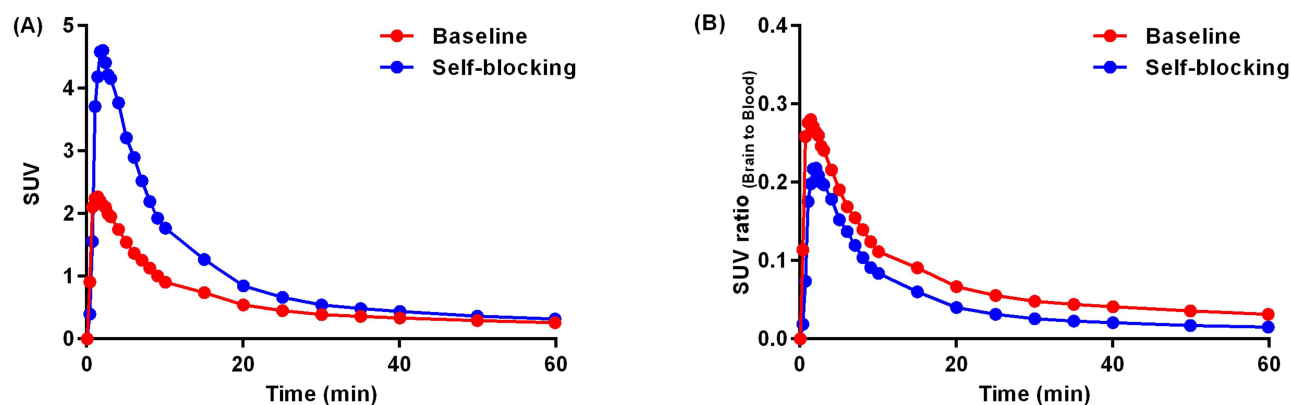 (A)
SUV
5
4
3
2
1
0
0 20 40 60
Time (min)
Baseline
Self-blocking
(B)
SUV ratio (Brain to Blood)
0.4
0.3
0.2
0.1
0.0
0 20 40 60
Time (min)
Baseline
Self-blocking